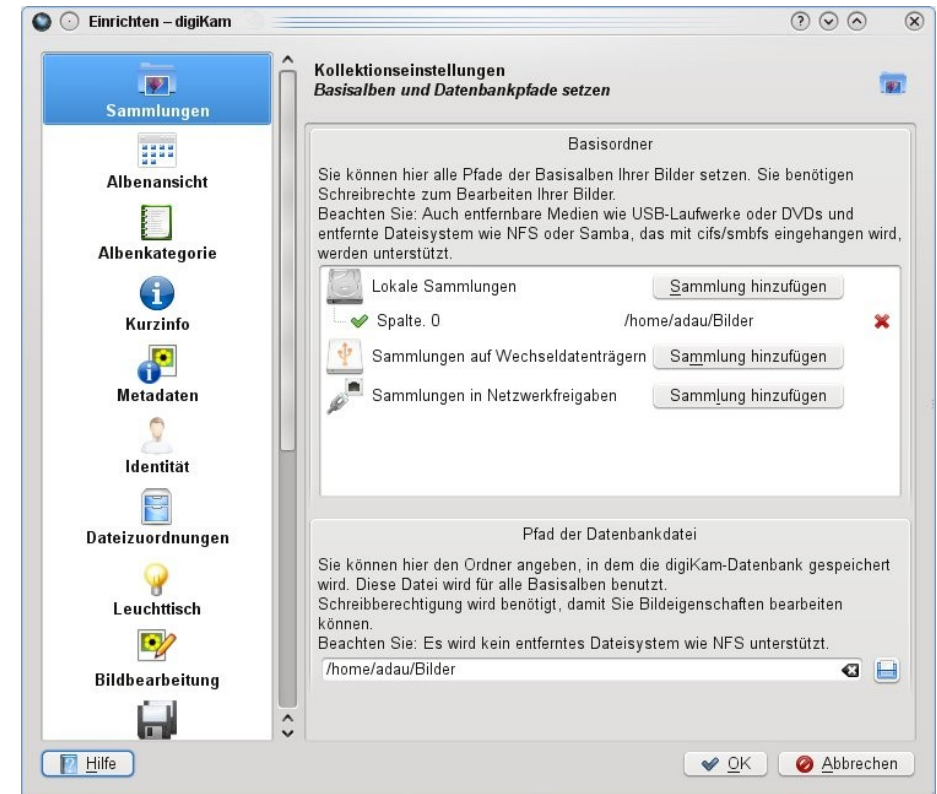 Einrichten – digiKam
Sammlungen
Albenansicht
Albenkategorie
Kurzinfo
Metadaten
Identität
Dateizuordnungen
Leuchttisch
Bildbearbeitung
Kollektionseinstellungen
Basisalben und Datenbankpfade setzen
Basisordner
Sie können hier alle Pfade der Basisalben Ihrer Bilder setzen. Sie benötigen
Schreibrechte zum Bearbeiten Ihrer Bilder.
Beachten Sie: Auch entfernbare Medien wie USB-Laufwerke oder DVDs und
entfernte Dateisystem wie NFS oder Samba, das mit cifs/smbfs eingehangen wird,
werden unterstützt.
Lokale Sammlungen Sammlung hinzufügen
Spalte. 0 /home/adau/Bilder
Sammlungen auf Wechseldatenträgern Sammlung hinzufügen
Sammlungen in Netzwerkfreigaben Sammlung hinzufügen
Pfad der Datenbankdatei
Sie können hier den Ordner angeben, in dem die digiKam-Datenbank gespeichert
wird. Diese Datei wird für alle Basisalben benutzt.
Schreibberechtigung wird benötigt, damit Sie Bildeigenschaften bearbeiten
können.
Beachten Sie: Es wird kein entferntes Dateisystem wie NFS unterstützt.
/home/adau/Bilder
Hilfe OK Abbrechen